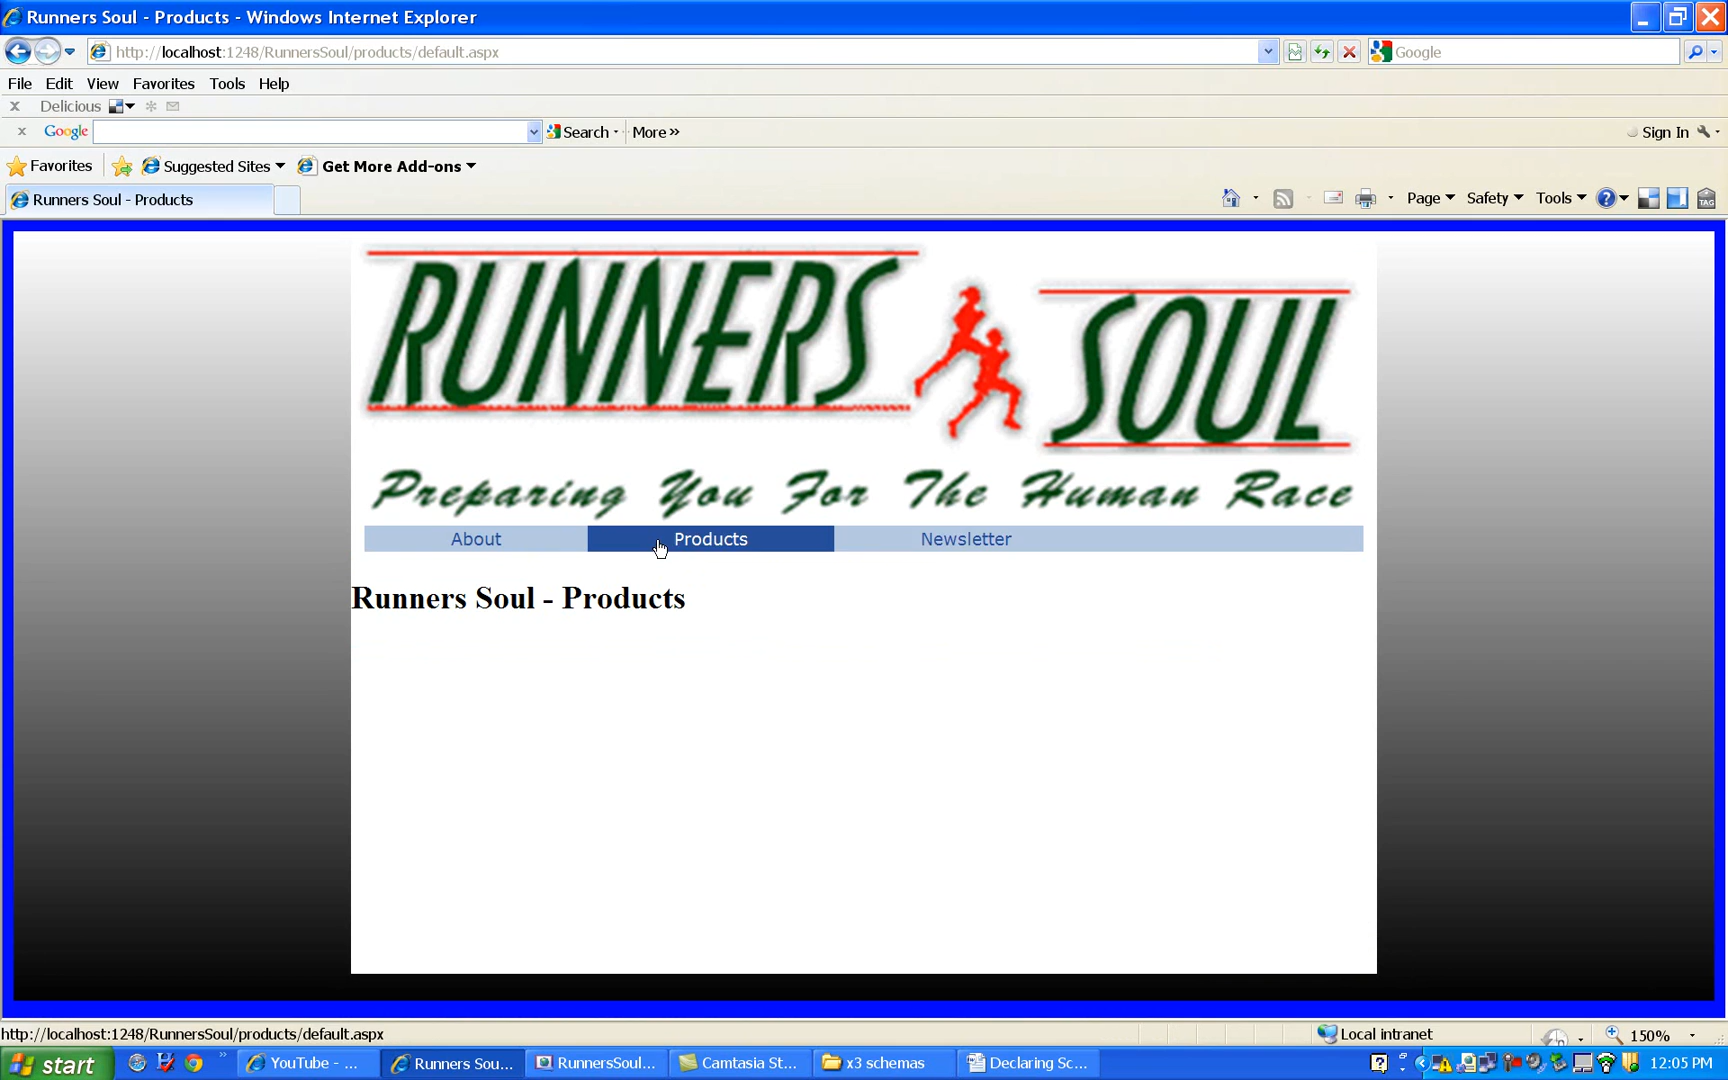 Runners Soul - Products - Windows Internet Explorer
http://localhost:1248/RunnersSoul/products/default.aspx
Google
File Edit View Favorites Tools Help
x Delicious
x Google Search More »
Sign In
Favorites Suggested Sites Get More Add-ons
Runners Soul - Products
Page Safety Tools
TAG
RUNNERS SOUL
Preparing You For The Human Race
About Products Newsletter
Runners Soul - Products
http://localhost:1248/RunnersSoul/products/default.aspx
Local intranet
150%
start
YouTube - ...
Runners Sou...
RunnersSoul...
Camtasia St...
x3 schemas
Declaring Sc...
12:05 PM